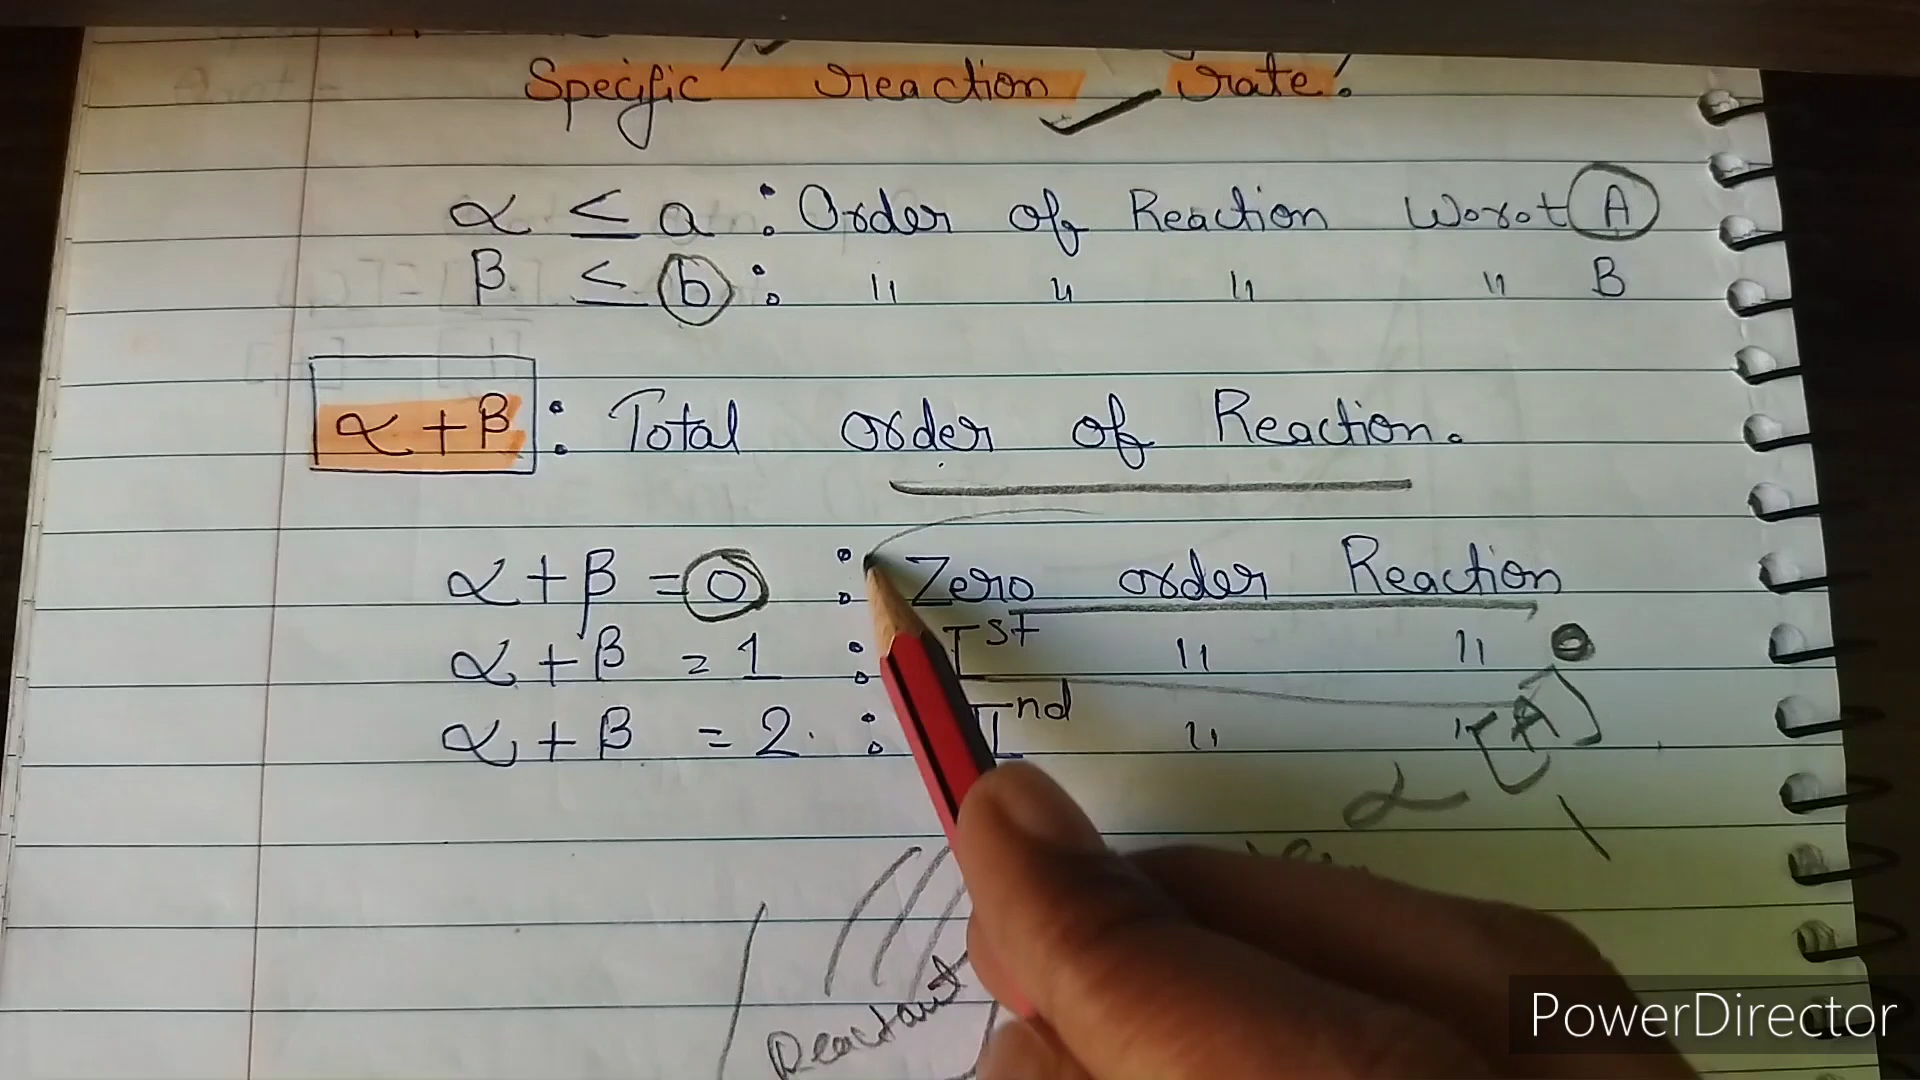 Specific reaction rate.
α ≤ a : Order of Reaction w.r.t A
β ≤ b : " " " " B
α + β : Total order of Reaction.
α + β = 0 : Zero order Reaction
α + β = 1 : Ist " "
α + β = 2 : IInd " "
[A]
α
Reactant
PowerDirector